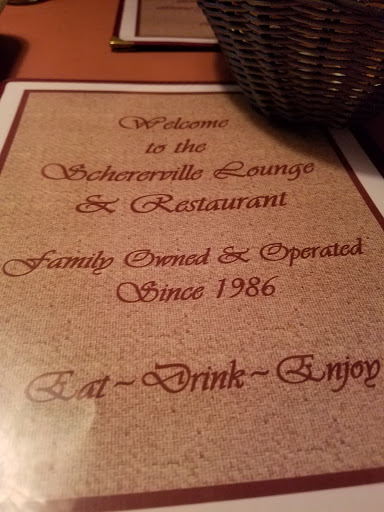 Welcome
to the
Schererville Lounge
& Restaurant
Family Owned & Operated
Since 1986
Eat ~ Drink ~ Enjoy